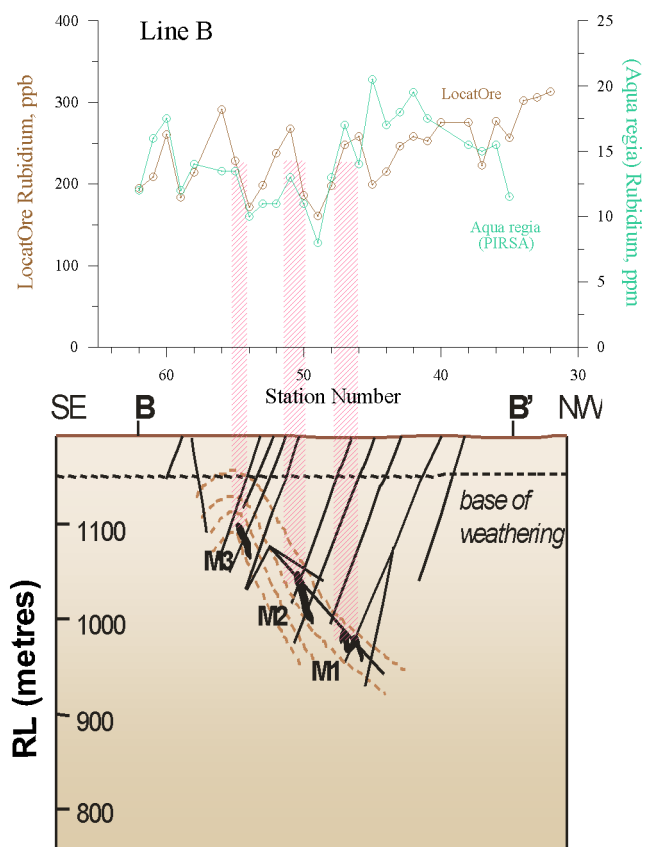 Line B
LocatOre Rubidium, ppb
400
300
200
100
0
25
20
15
10
5
0
(Aqua regia) Rubidium, ppm
LocatOre
Aqua regia
(PIRSA)
60
50
40
30
Station Number
SE
B
B'
NW
base of
weathering
RL (metres)
1100
1000
900
800
M3
M2
M1